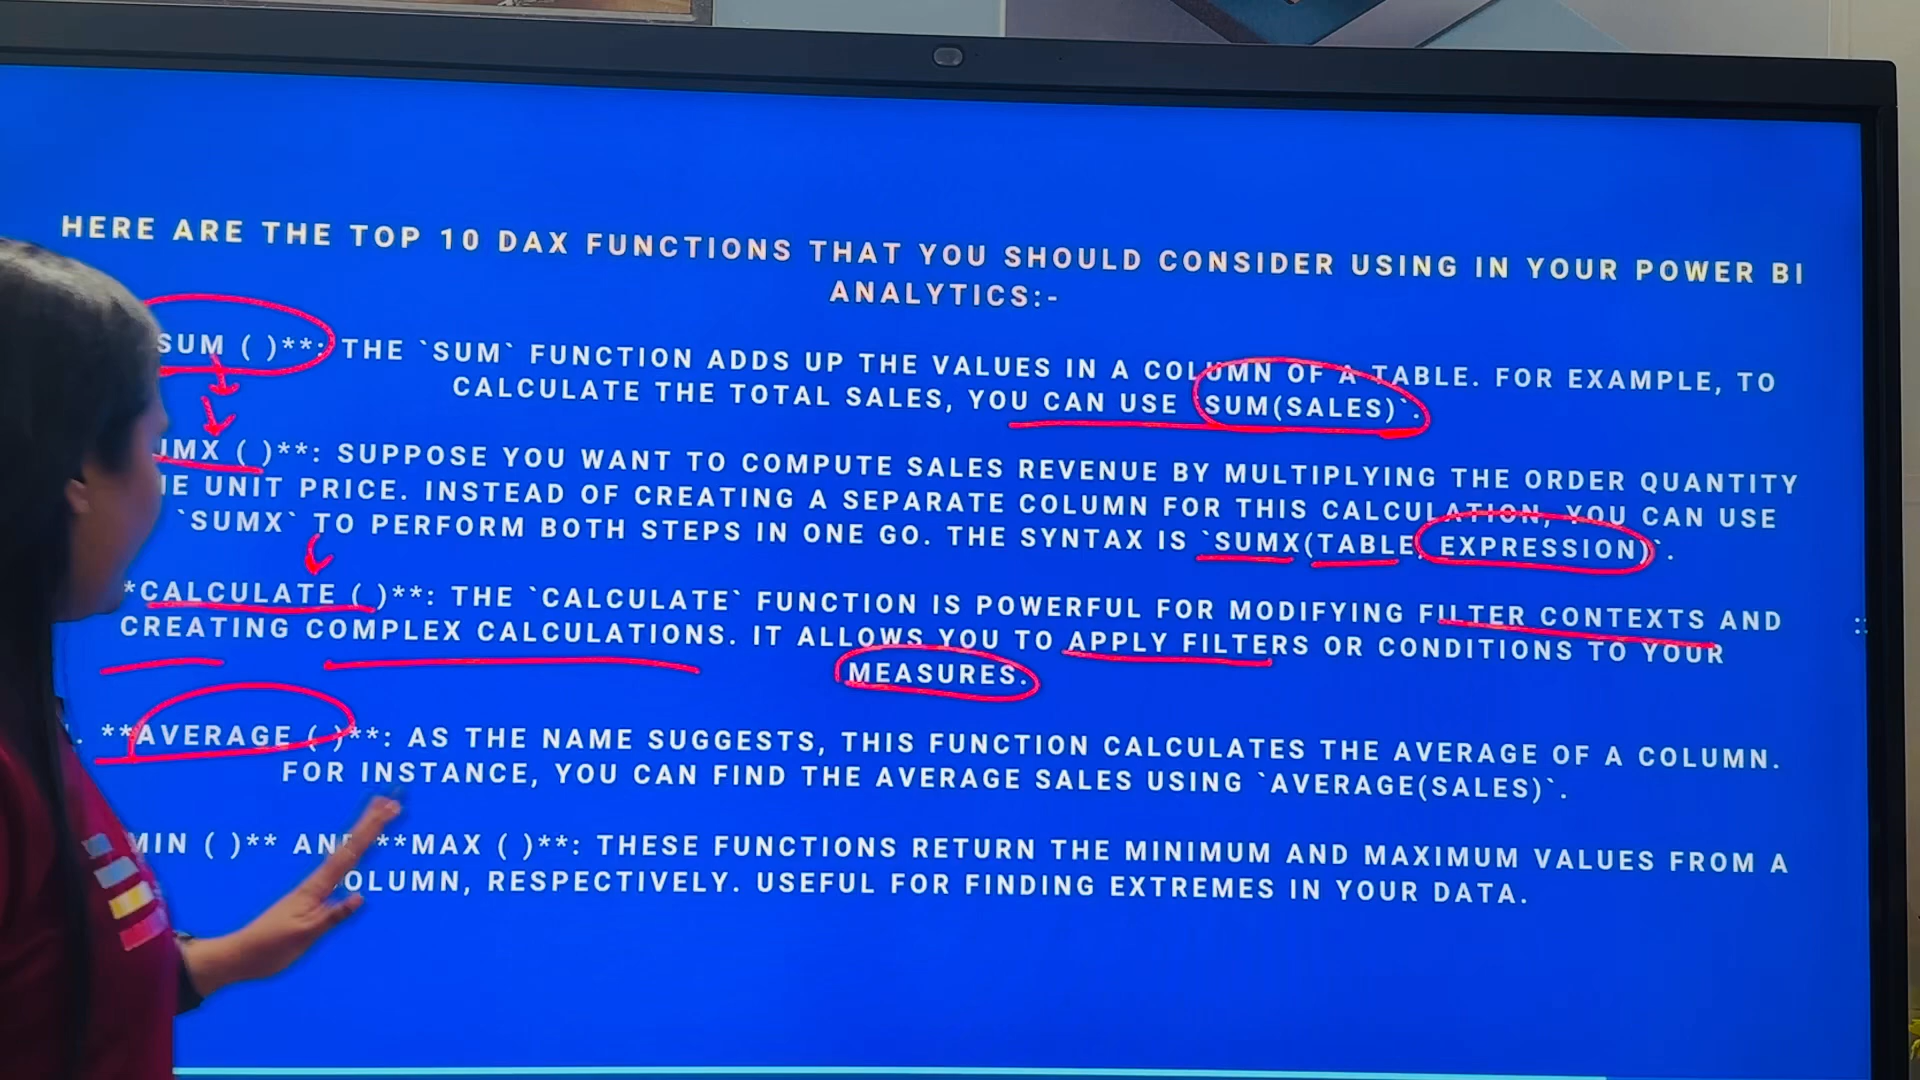 HERE ARE THE TOP 10 DAX FUNCTIONS THAT YOU SHOULD CONSIDER USING IN YOUR POWER BI
ANALYTICS:-
SUM ( )**: THE `SUM` FUNCTION ADDS UP THE VALUES IN A COLUMN OF A TABLE. FOR EXAMPLE, TO
CALCULATE THE TOTAL SALES, YOU CAN USE `SUM(SALES)`.
UMX ( )**: SUPPOSE YOU WANT TO COMPUTE SALES REVENUE BY MULTIPLYING THE ORDER QUANTITY
UNIT PRICE. INSTEAD OF CREATING A SEPARATE COLUMN FOR THIS CALCULATION, YOU CAN USE
`SUMX` TO PERFORM BOTH STEPS IN ONE GO. THE SYNTAX IS `SUMX(TABLE, EXPRESSION)`.
*CALCULATE ( )**: THE `CALCULATE` FUNCTION IS POWERFUL FOR MODIFYING FILTER CONTEXTS AND
CREATING COMPLEX CALCULATIONS. IT ALLOWS YOU TO APPLY FILTERS OR CONDITIONS TO YOUR
MEASURES.
. **AVERAGE ( )**: AS THE NAME SUGGESTS, THIS FUNCTION CALCULATES THE AVERAGE OF A COLUMN.
FOR INSTANCE, YOU CAN FIND THE AVERAGE SALES USING `AVERAGE(SALES)`.
MIN ( )** AND **MAX ( )**: THESE FUNCTIONS RETURN THE MINIMUM AND MAXIMUM VALUES FROM A
OLUMN, RESPECTIVELY. USEFUL FOR FINDING EXTREMES IN YOUR DATA.